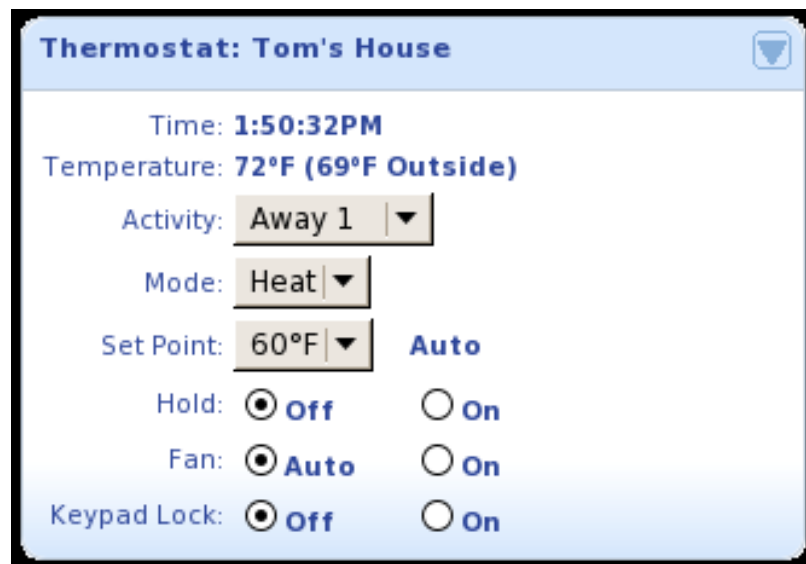 Thermostat: Tom's House
Time: 1:50:32PM
Temperature: 72°F (69°F Outside)
Activity: Away 1
Mode: Heat
Set Point: 60°F Auto
Hold: Off On
Fan: Auto On
Keypad Lock: Off On